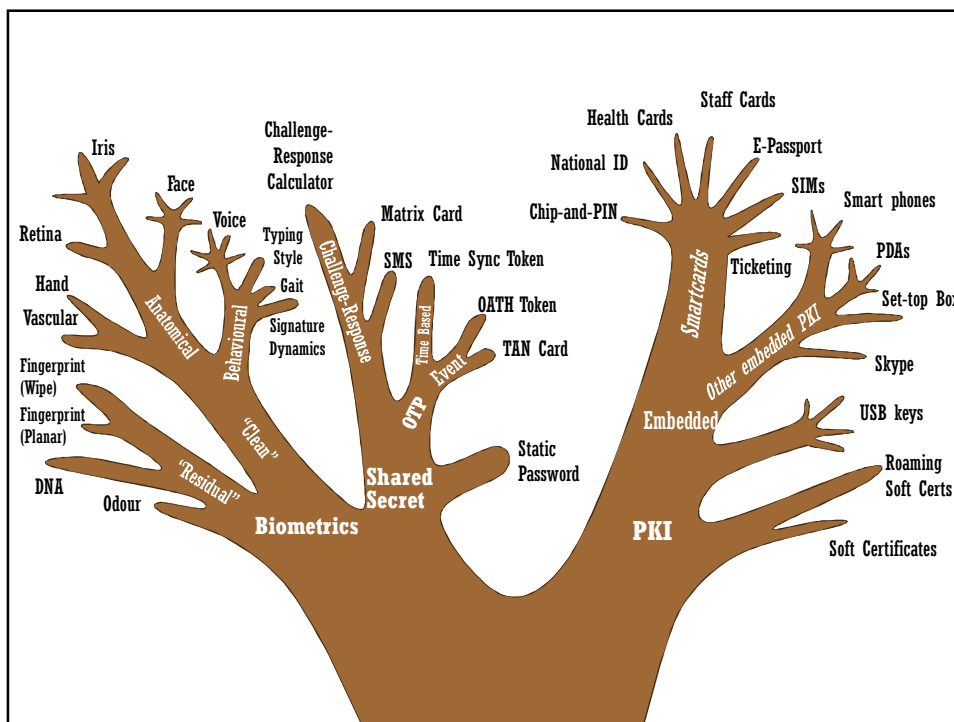 Iris
Retina
Hand
Vascular
Fingerprint
(Wipe)
Fingerprint
(Planar)
DNA
Odour
Face
Voice
Typing
Style
Gait
Signature
Dynamics
Anatomical
Behavioural
"Clean"
"Residual"
Biometrics
Challenge-
Response
Calculator
Matrix Card
SMS
Time Sync Token
OATH Token
TAN Card
Challenge-Response
Time Based
Event
OTP
Static
Password
Shared
Secret
Chip-and-PIN
National ID
Health Cards
Staff Cards
E-Passport
SIMs
Ticketing
Smartcards
Smart phones
PDAs
Set-top Box
Skype
Other embedded PKI
Embedded
USB keys
Roaming
Soft Certs
Soft Certificates
PKI